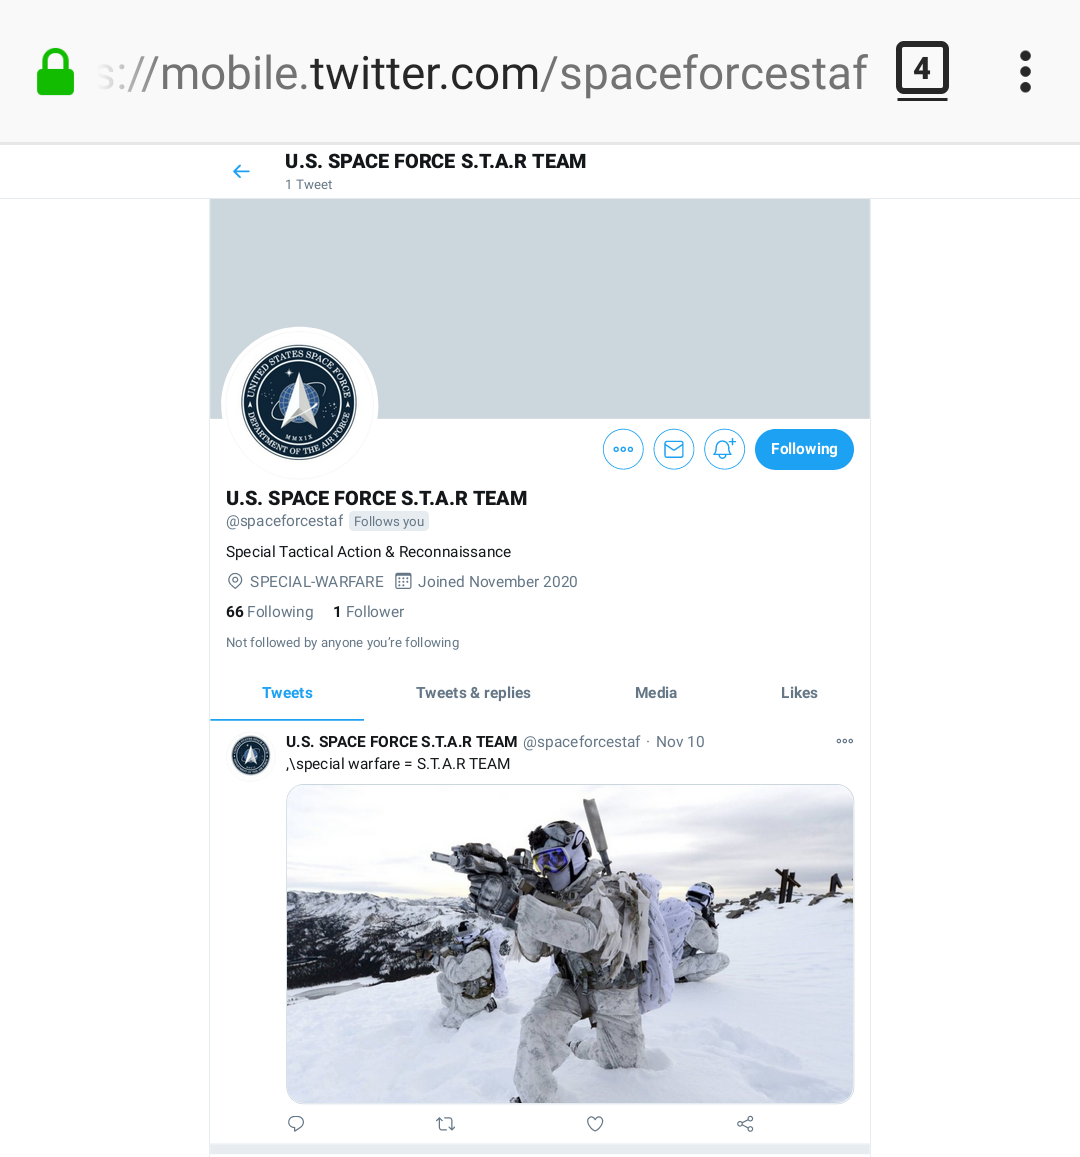 s://mobile.twitter.com/spaceforcestaf
4
U.S. SPACE FORCE S.T.A.R TEAM
1 Tweet
UNITED STATES SPACE FORCE
MMXIX
DEPARTMENT OF THE AIR FORCE
Following
U.S. SPACE FORCE S.T.A.R TEAM
@spaceforcestaf Follows you
Special Tactical Action & Reconnaissance
SPECIAL-WARFARE Joined November 2020
66 Following 1 Follower
Not followed by anyone you’re following
Tweets Tweets & replies Media Likes
U.S. SPACE FORCE S.T.A.R TEAM @spaceforcestaf · Nov 10
,\special warfare = S.T.A.R TEAM